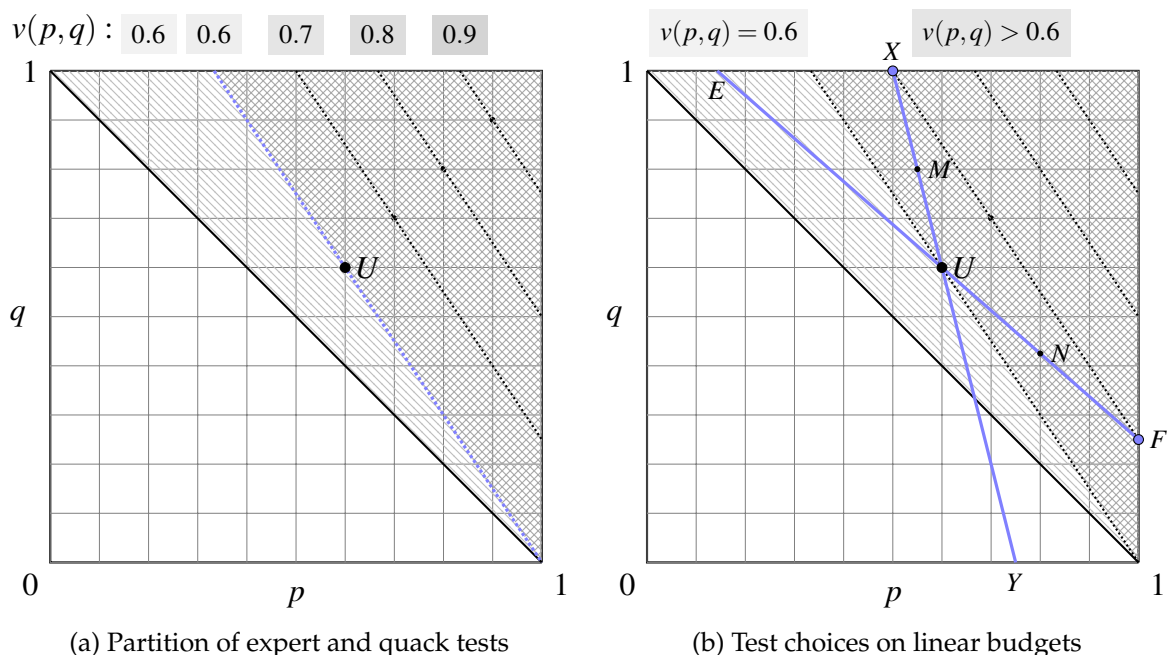 v(p,q) : 0.6 0.6 0.7 0.8 0.9
1
U
q
0
p
1
(a) Partition of expert and quack tests
v(p,q) = 0.6
v(p,q) > 0.6
X
1
E
M
U
q
N
F
0
p
Y
1
(b) Test choices on linear budgets